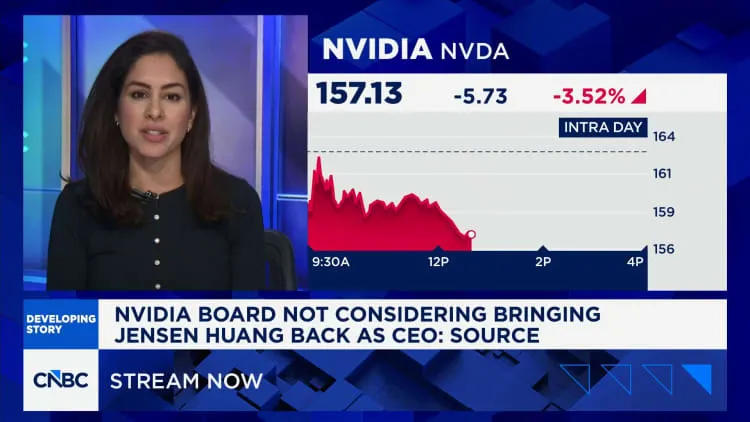 NVIDIA NVDA
157.13 -5.73 -3.52%
INTRA DAY
164
161
159
156
9:30A 12P 2P 4P
DEVELOPING
STORY
NVIDIA BOARD NOT CONSIDERING BRINGING
JENSEN HUANG BACK AS CEO: SOURCE
CNBC STREAM NOW